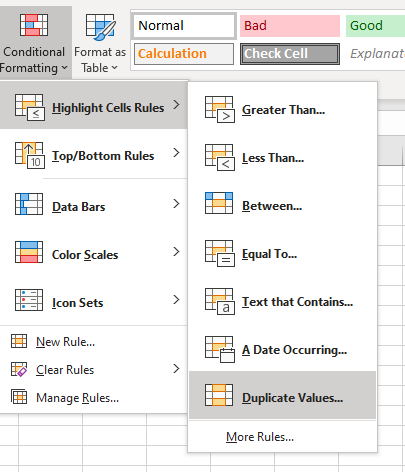 Conditional
Formatting
Format as
Table
Normal
Bad
Good
Calculation
Check Cell
Explanato
Highlight Cells Rules
Top/Bottom Rules
10
Data Bars
Color Scales
Icon Sets
New Rule...
Clear Rules
Manage Rules...
Greater Than...
Less Than...
Between...
Equal To...
Text that Contains...
a
A Date Occurring...
Duplicate Values...
More Rules...